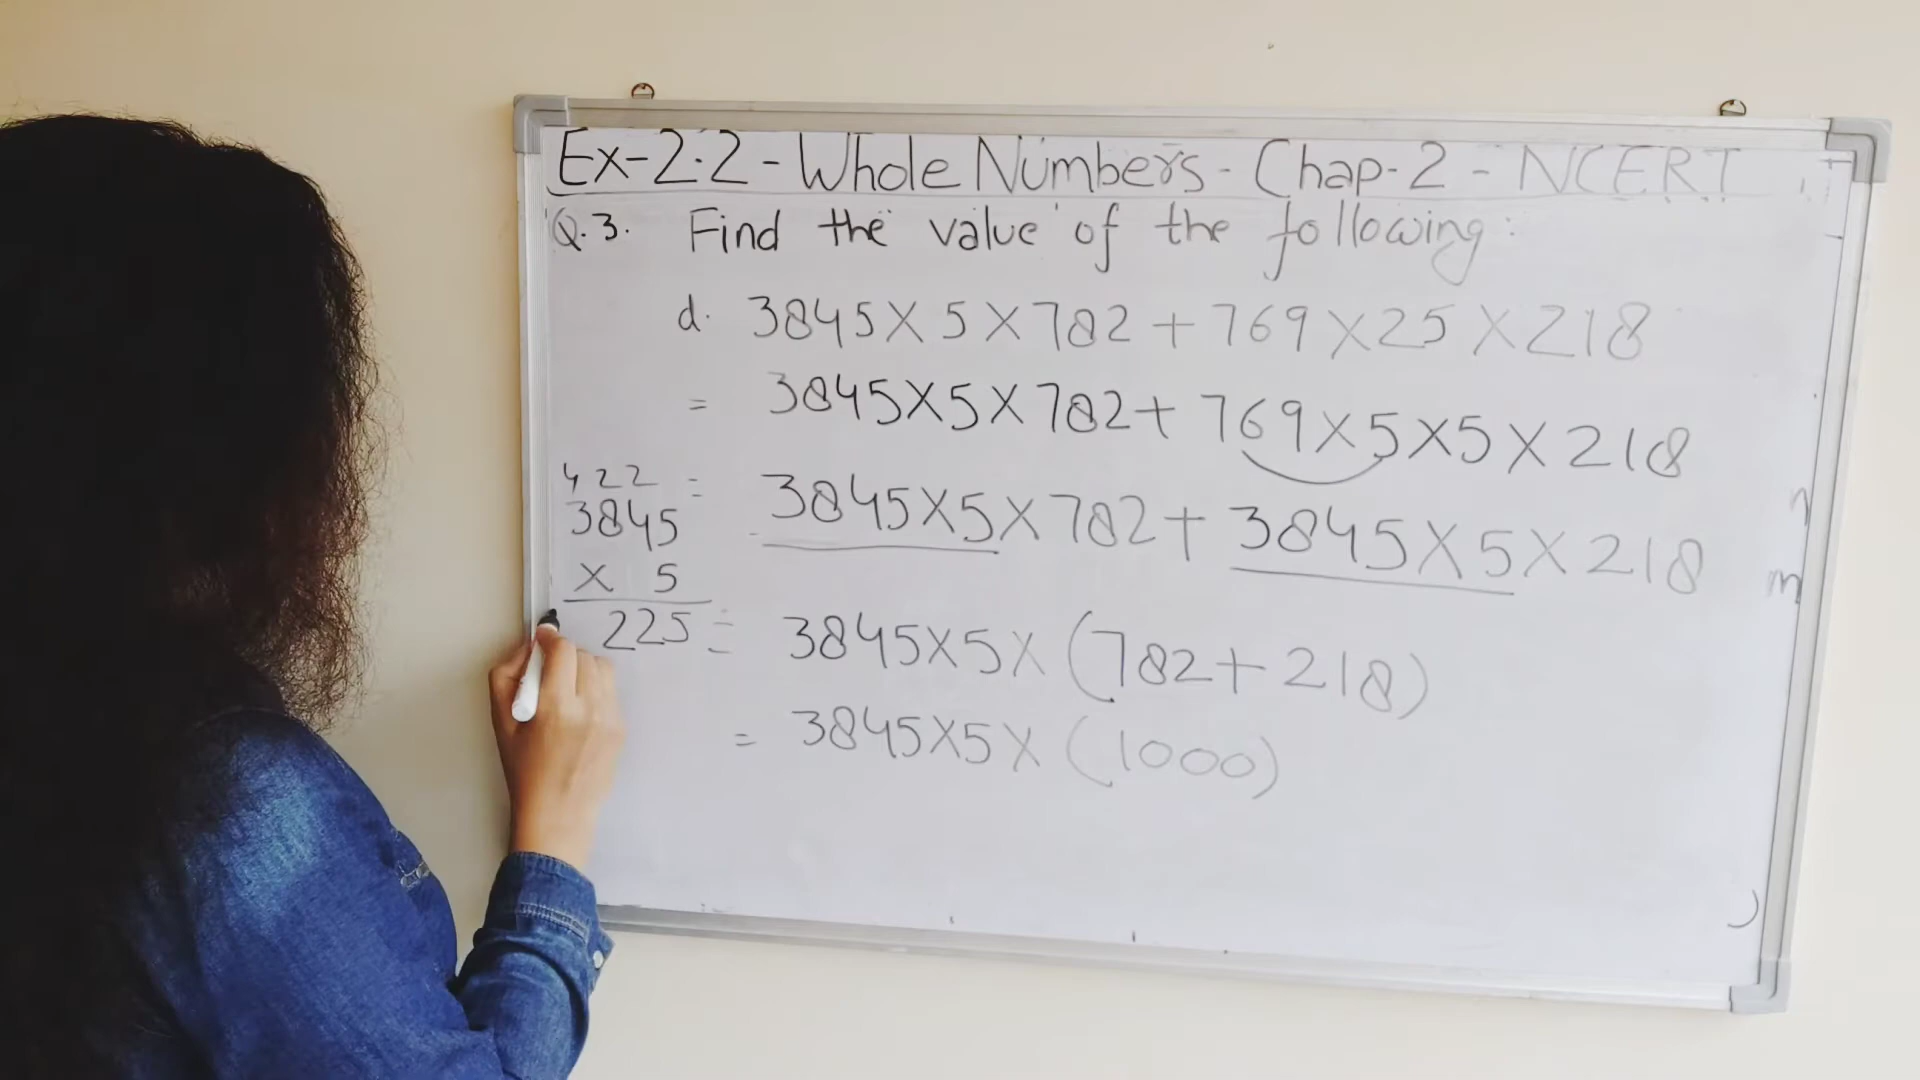 Ex-2.2 - Whole Numbers - Chap-2 - NCERT
Q.3. Find the value of the following:
d. 3845 X 5 X 782 + 769 X 25 X 218
= 3845 X 5 X 782 + 769 X 5 X 5 X 218
= 3845 X 5 X 782 + 3845 X 5 X 218
422
3845
X 5
225
= 3845 X 5 X (782 + 218)
= 3845 X 5 X (1000)